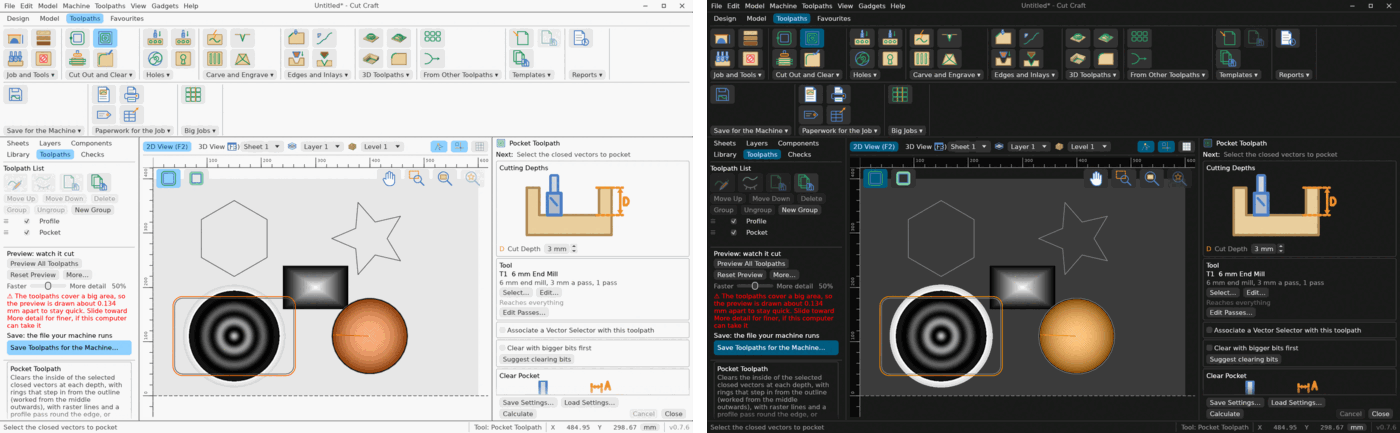 File Edit Model Machine Toolpaths View Gadgets Help
Untitled* - Cut Craft
Design Model Toolpaths Favourites
Job and Tools ▾ Cut Out and Clear ▾ Holes ▾ Carve and Engrave ▾ Edges and Inlays ▾ 3D Toolpaths ▾ From Other Toolpaths ▾ Templates ▾ Reports ▾
Save for the Machine ▾ Paperwork for the Job ▾ Big Jobs ▾
Sheets Layers Components
Library Toolpaths Checks
Toolpath List
Move Up Move Down Delete
Group Ungroup New Group
Profile
Pocket
Preview: watch it cut
Preview All Toolpaths
Reset Preview More...
Faster More detail 50%
⚠ The toolpaths cover a big area, so
the preview is drawn about 0.134
mm apart to stay quick. Slide toward
More detail for finer, if this computer
can take it
Save: the file your machine runs
Save Toolpaths for the Machine...
Pocket Toolpath
Clears the inside of the selected
closed vectors at each depth, with
rings that step in from the outline
(worked from the middle
outwards), with raster lines and a
profile pass round the edge, or
2D View (F2) 3D View (F3) Sheet 1 Layer 1 Level 1
Pocket Toolpath
Next: Select the closed vectors to pocket
Cutting Depths
D
D Cut Depth 3 mm
Tool
T1 6 mm End Mill
6 mm end mill, 3 mm a pass, 1 pass
Select... Edit...
Reaches everything
Edit Passes...
Associate a Vector Selector with this toolpath
Clear with bigger bits first
Suggest clearing bits
Clear Pocket
A
Save Settings... Load Settings...
Calculate Cancel Close
Select the closed vectors to pocket
Tool: Pocket Toolpath X 484.95 Y 298.67 mm v0.7.6
File Edit Model Machine Toolpaths View Gadgets Help
Untitled* - Cut Craft
Design Model Toolpaths Favourites
Job and Tools ▾ Cut Out and Clear ▾ Holes ▾ Carve and Engrave ▾ Edges and Inlays ▾ 3D Toolpaths ▾ From Other Toolpaths ▾ Templates ▾ Reports ▾
Save for the Machine ▾ Paperwork for the Job ▾ Big Jobs ▾
Sheets Layers Components
Library Toolpaths Checks
Toolpath List
Move Up Move Down Delete
Group Ungroup New Group
Profile
Pocket
Preview: watch it cut
Preview All Toolpaths
Reset Preview More...
Faster More detail 50%
⚠ The toolpaths cover a big area, so
the preview is drawn about 0.134
mm apart to stay quick. Slide toward
More detail for finer, if this computer
can take it
Save: the file your machine runs
Save Toolpaths for the Machine...
Pocket Toolpath
Clears the inside of the selected
closed vectors at each depth, with
rings that step in from the outline
(worked from the middle
outwards), with raster lines and a
profile pass round the edge, or
2D View (F2) 3D View (F3) Sheet 1 Layer 1 Level 1
Pocket Toolpath
Next: Select the closed vectors to pocket
Cutting Depths
D
D Cut Depth 3 mm
Tool
T1 6 mm End Mill
6 mm end mill, 3 mm a pass, 1 pass
Select... Edit...
Reaches everything
Edit Passes...
Associate a Vector Selector with this toolpath
Clear with bigger bits first
Suggest clearing bits
Clear Pocket
A
Save Settings... Load Settings...
Calculate Cancel Close
Select the closed vectors to pocket
Tool: Pocket Toolpath X 484.95 Y 298.67 mm v0.7.6